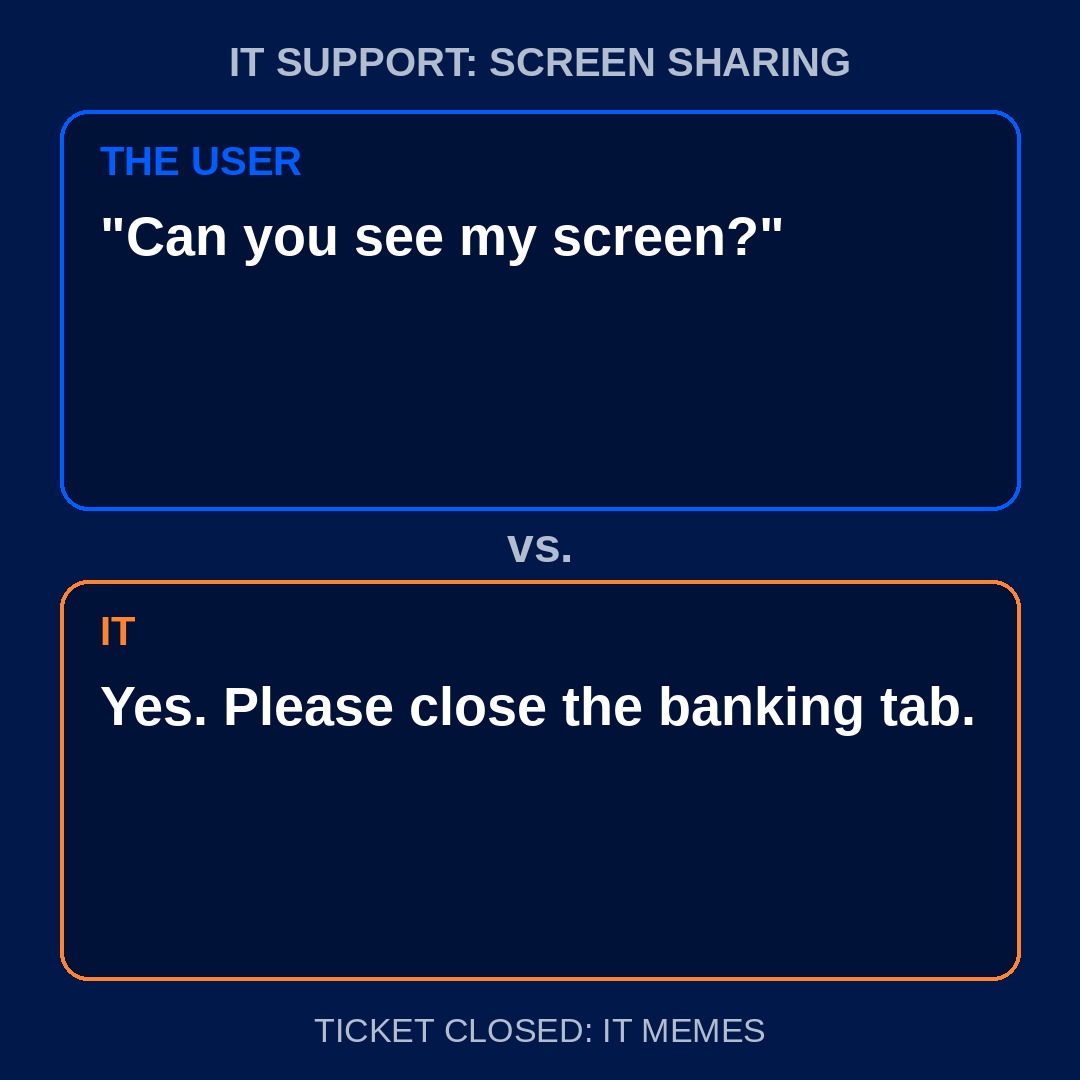 IT SUPPORT: SCREEN SHARING
THE USER
"Can you see my screen?"
vs.
IT
Yes. Please close the banking tab.
TICKET CLOSED: IT MEMES